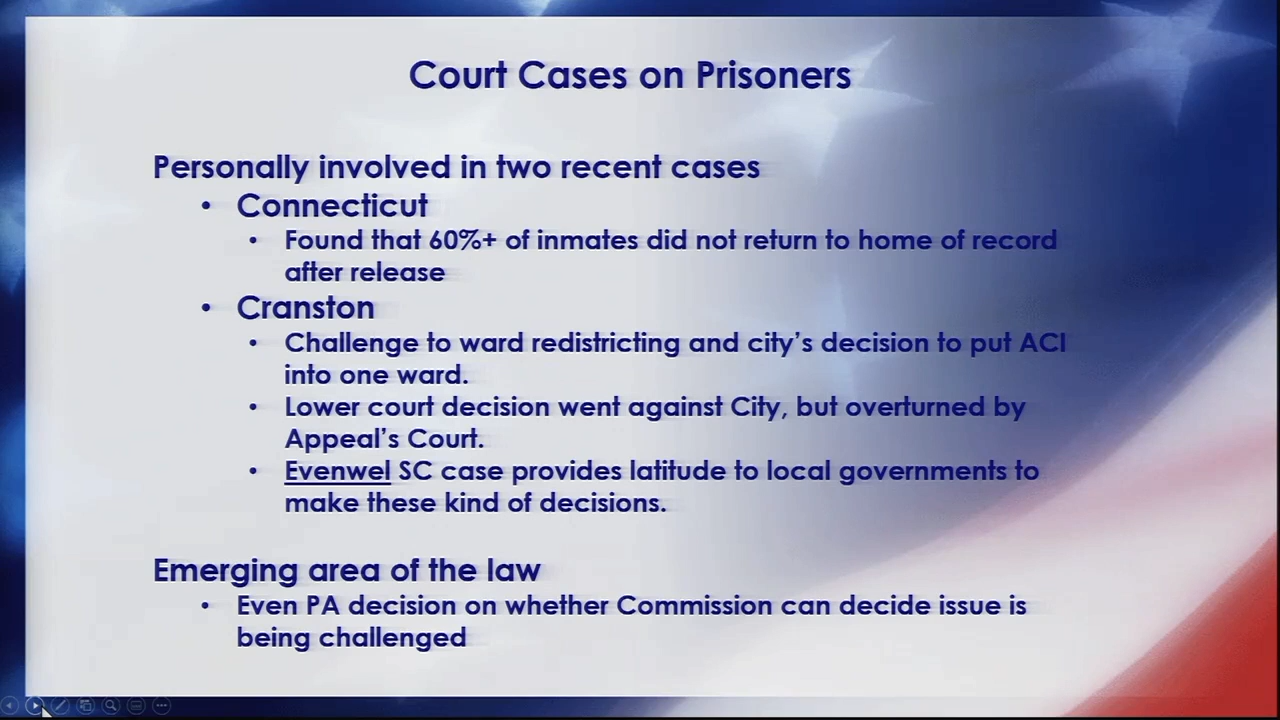 Court Cases on Prisoners
Personally involved in two recent cases
• Connecticut
• Found that 60%+ of inmates did not return to home of record
after release
• Cranston
• Challenge to ward redistricting and city's decision to put ACI
into one ward.
• Lower court decision went against City, but overturned by
Appeal's Court.
• Evenwel SC case provides latitude to local governments to
make these kind of decisions.
Emerging area of the law
• Even PA decision on whether Commission can decide issue is
being challenged